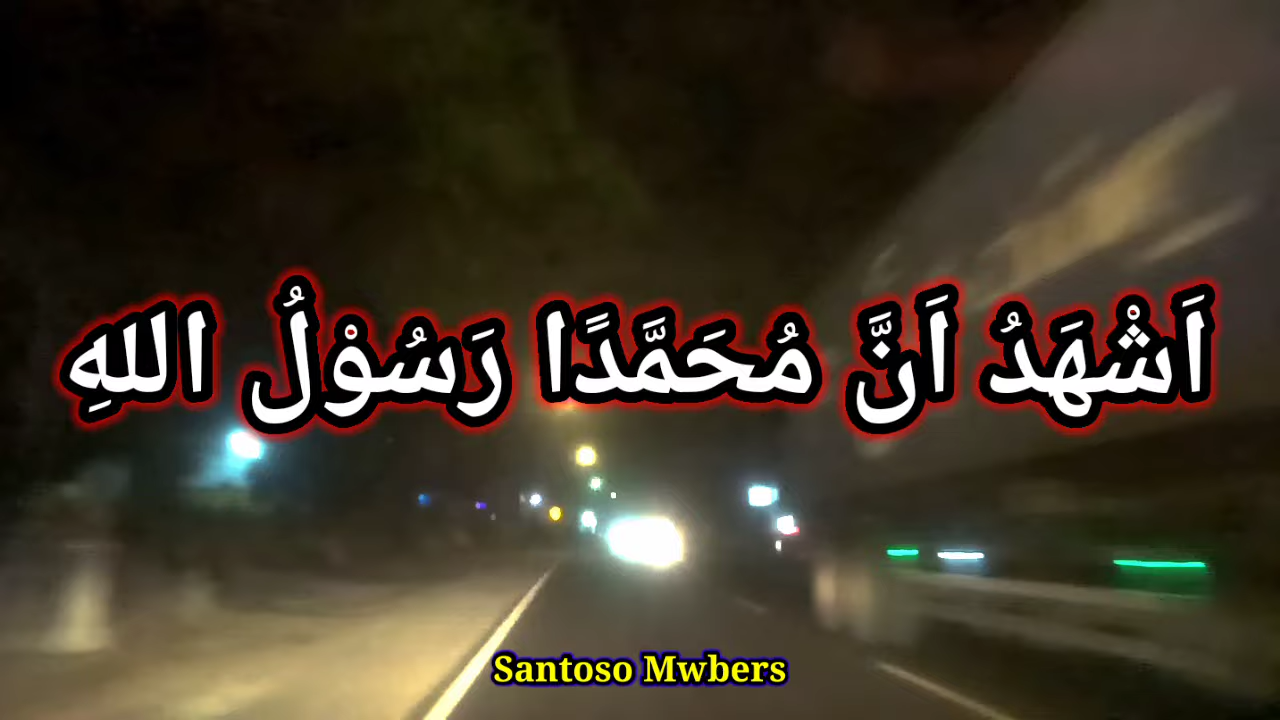 اَشْهَدُ اَنَّ مُحَمَّدًا رَسُوْلُ اللهِ
Santoso Mwbers